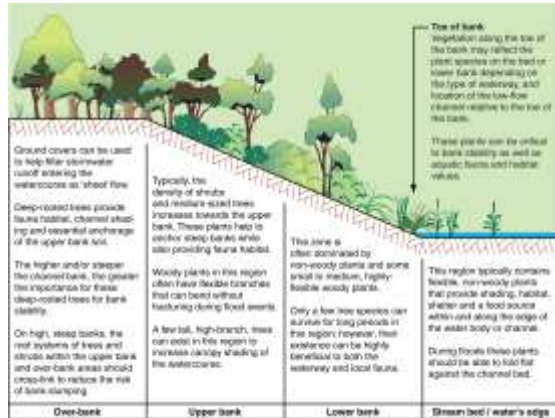 Toe of bank
Vegetation along the toe of
the bank may reflect the
plant species on the bed or
lower bank depending on
the type of waterway, and
location of the low-flow
channel relative to the toe of
the bank.
These plants can be critical
to bank stability as well as
aquatic fauna and habitat
values.
Ground covers can be used
to help filter stormwater
runoff entering the
watercourse as 'sheet' flow.
Deep-rooted trees provide
fauna habitat, channel shad-
ing and essential anchorage
of the upper bank soil.
The higher and/or steeper
the channel bank, the greater
the importance for these
deep-rooted trees for bank
stability.
On high, steep banks, the
root systems of trees and
shrubs within the upper bank
and over-bank areas should
cross-link to reduce the risk
of bank slumping.
Over-bank
Typically, the
density of shrubs
and medium-sized trees
increases towards the upper
bank. These plants help to
anchor steep banks while
also providing fauna habitat.
Woody plants in this region
often have flexible branches
that can bend without
fracturing during flood events.
A few tall, high-branch, trees
can exist in this region to
increase canopy shading of
the watercourse.
Upper bank
This zone is
often dominated by
non-woody plants and some
small to medium, highly-
flexible woody plants.
Only a few tree species can
survive for long periods in
this region; however, their
existence can be highly
beneficial to both the
waterway and local fauna.
Lower bank
This region typically contains
flexible, non-woody plants
that provide shading, habitat,
shelter and a food source
within and along the edge of
the water body or channel.
During floods these plants
should be able to fold flat
against the channel bed.
Stream bed / water's edge